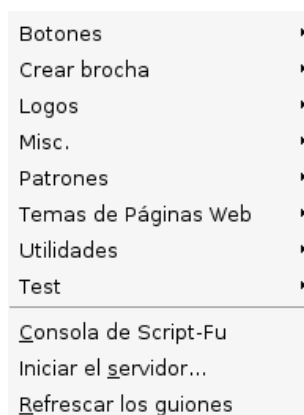 Botones
Crear brocha
Logos
Misc.
Patrones
Temas de Páginas Web
Utilidades
Test
Consola de Script-Fu
Iniciar el servidor...
Refrescar los guiones